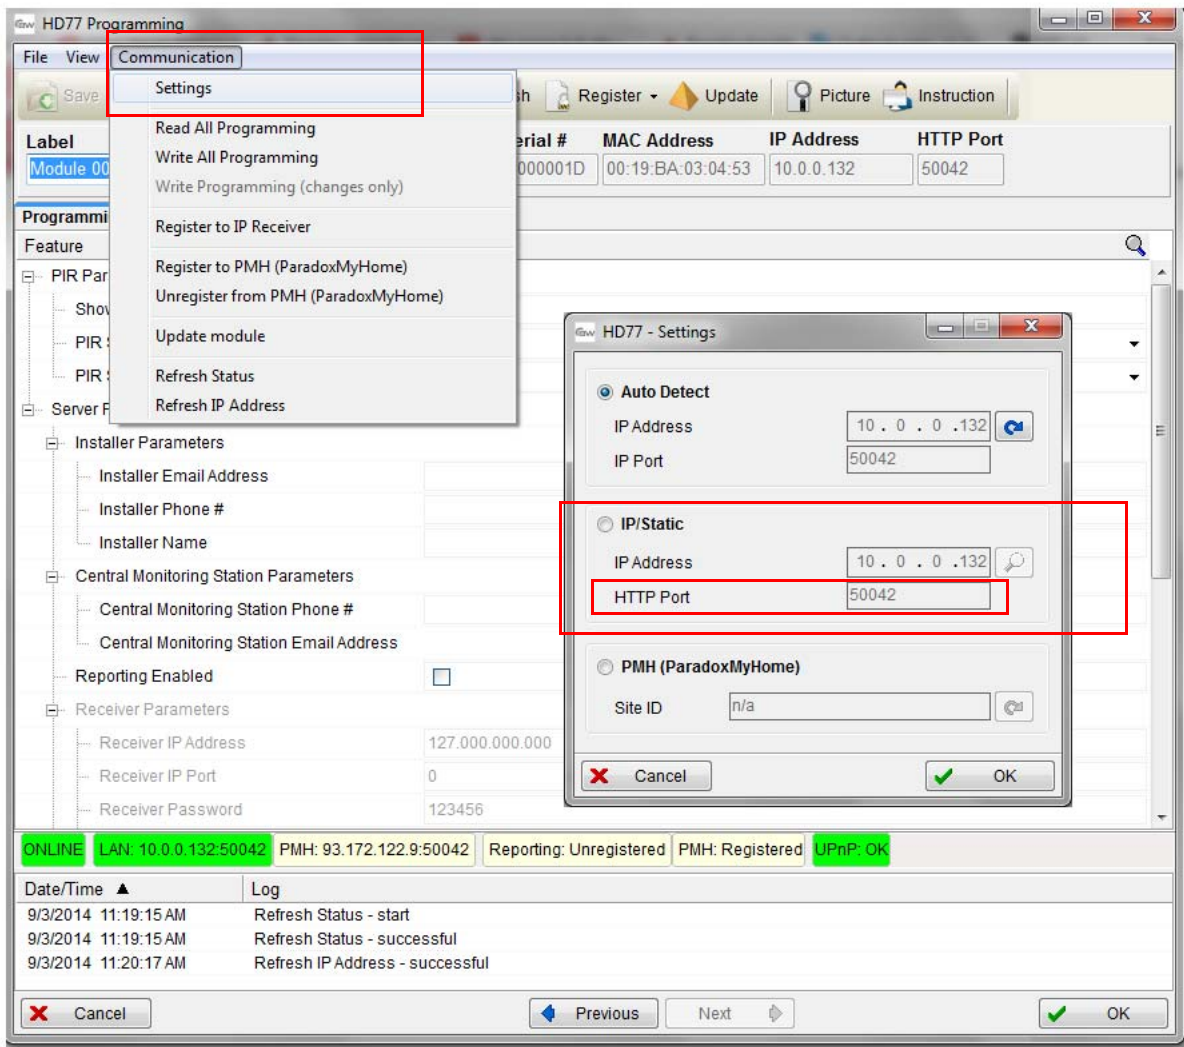 HD77 Programming
File View Communication
Save Register Update Picture Instruction
Settings
Read All Programming
Write All Programming
Write Programming (changes only)
Register to IP Receiver
Register to PMH (ParadoxMyHome)
Unregister from PMH (ParadoxMyHome)
Update module
Refresh Status
Refresh IP Address
Label MAC Address IP Address HTTP Port
Module 00:19:BA:03:04:53 10.0.0.132 50042
Feature
PIR
PIR
PIR
Server
Installer Parameters
Installer Email Address
Installer Phone #
Installer Name
Central Monitoring Station Parameters
Central Monitoring Station Phone #
Central Monitoring Station Email Address
Reporting Enabled
Receiver Parameters
Receiver IP Address 127.000.000.000
Receiver IP Port 0
Receiver Password 123456
HD77 - Settings
Auto Detect
IP Address 10 . 0 . 0 .132
IP Port 50042
IP/Static
IP Address 10 . 0 . 0 .132
HTTP Port 50042
PMH (ParadoxMyHome)
Site ID n/a
Cancel OK
ONLINE LAN: 10.0.0.132:50042 PMH: 93.172.122.9:50042 Reporting: Unregistered PMH: Registered UPnP: OK
Date/Time Log
9/3/2014 11:19:15 AM Refresh Status - start
9/3/2014 11:19:15 AM Refresh Status - successful
9/3/2014 11:20:17 AM Refresh IP Address - successful
Cancel Previous Next OK